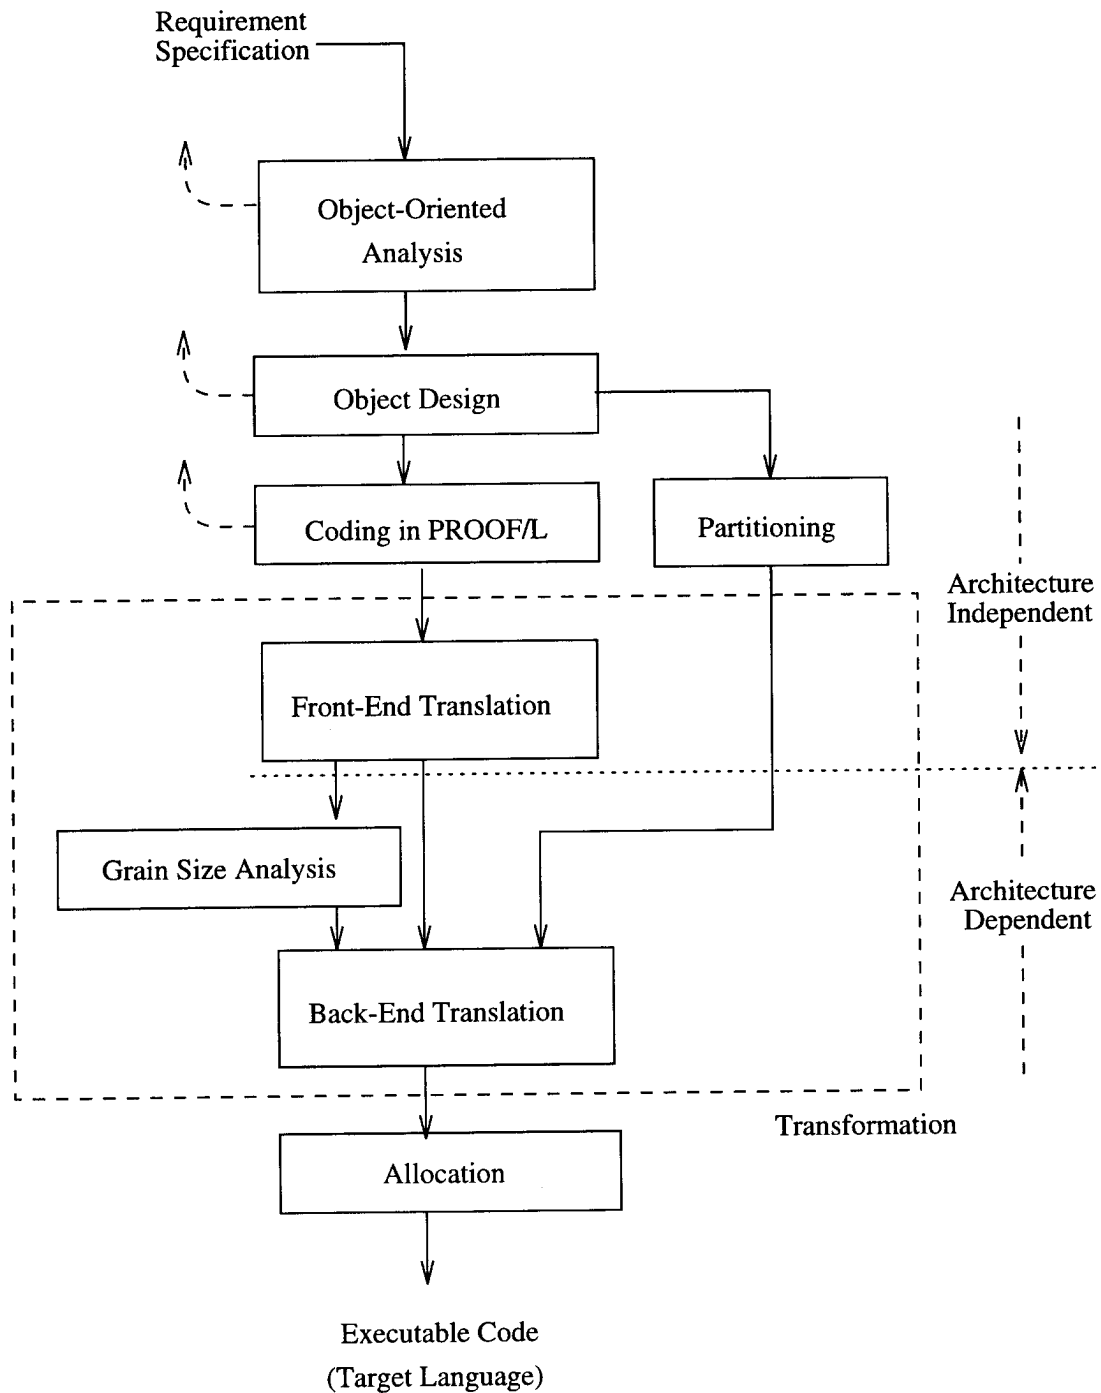 Requirement
Specification
Object-Oriented
Analysis
Object Design
Coding in PROOF/L
Partitioning
Architecture
Independent
Front-End Translation
Grain Size Analysis
Architecture
Dependent
Back-End Translation
Transformation
Allocation
Executable Code
(Target Language)